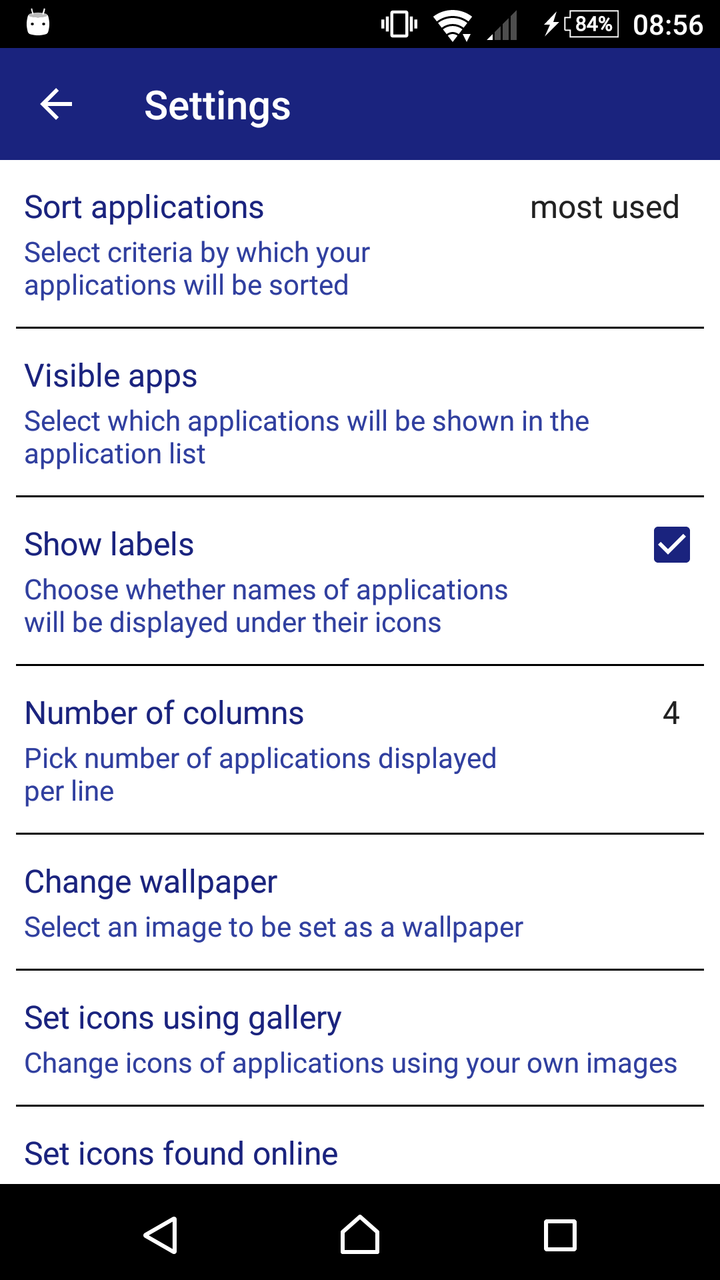 84% 08:56
Settings
Sort applications most used
Select criteria by which your
applications will be sorted
Visible apps
Select which applications will be shown in the
application list
Show labels
Choose whether names of applications
will be displayed under their icons
Number of columns 4
Pick number of applications displayed
per line
Change wallpaper
Select an image to be set as a wallpaper
Set icons using gallery
Change icons of applications using your own images
Set icons found online